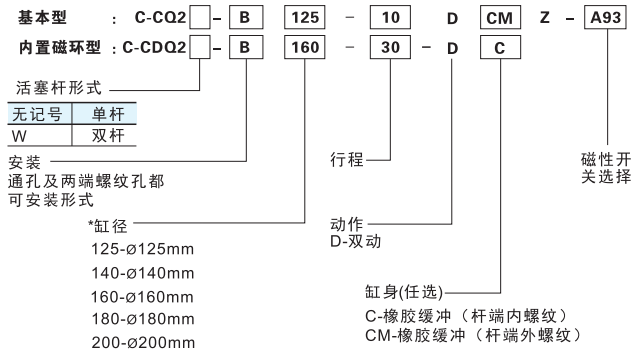 基本型 : C-CQ2 - B 125 - 10 D CM Z - A93
内置磁环型 : C-CDQ2 - B 160 - 30 - D C
活塞杆形式
无记号 单杆
W 双杆
安装
通孔及两端螺纹孔都
可安装形式
行程
磁性开
关选择
*缸径
125-Ø125mm
140-Ø140mm
160-Ø160mm
180-Ø180mm
200-Ø200mm
动作
D-双动
缸身(任选)
C-橡胶缓冲（杆端内螺纹）
CM-橡胶缓冲（杆端外螺纹）